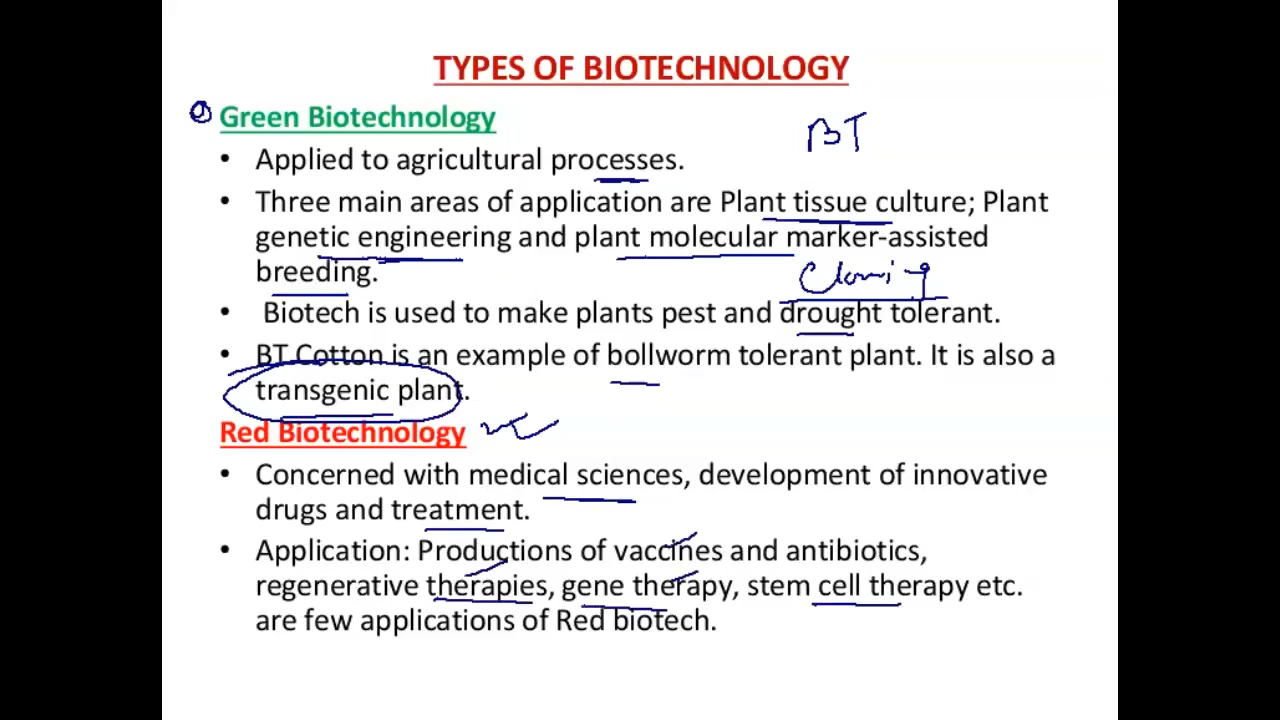 TYPES OF BIOTECHNOLOGY
Green Biotechnology
BT
• Applied to agricultural processes.
• Three main areas of application are Plant tissue culture; Plant
genetic engineering and plant molecular marker-assisted
breeding.
Cloning
• Biotech is used to make plants pest and drought tolerant.
• BT Cotton is an example of bollworm tolerant plant. It is also a
transgenic plant.
Red Biotechnology
• Concerned with medical sciences, development of innovative
drugs and treatment.
• Application: Productions of vaccines and antibiotics,
regenerative therapies, gene therapy, stem cell therapy etc.
are few applications of Red biotech.